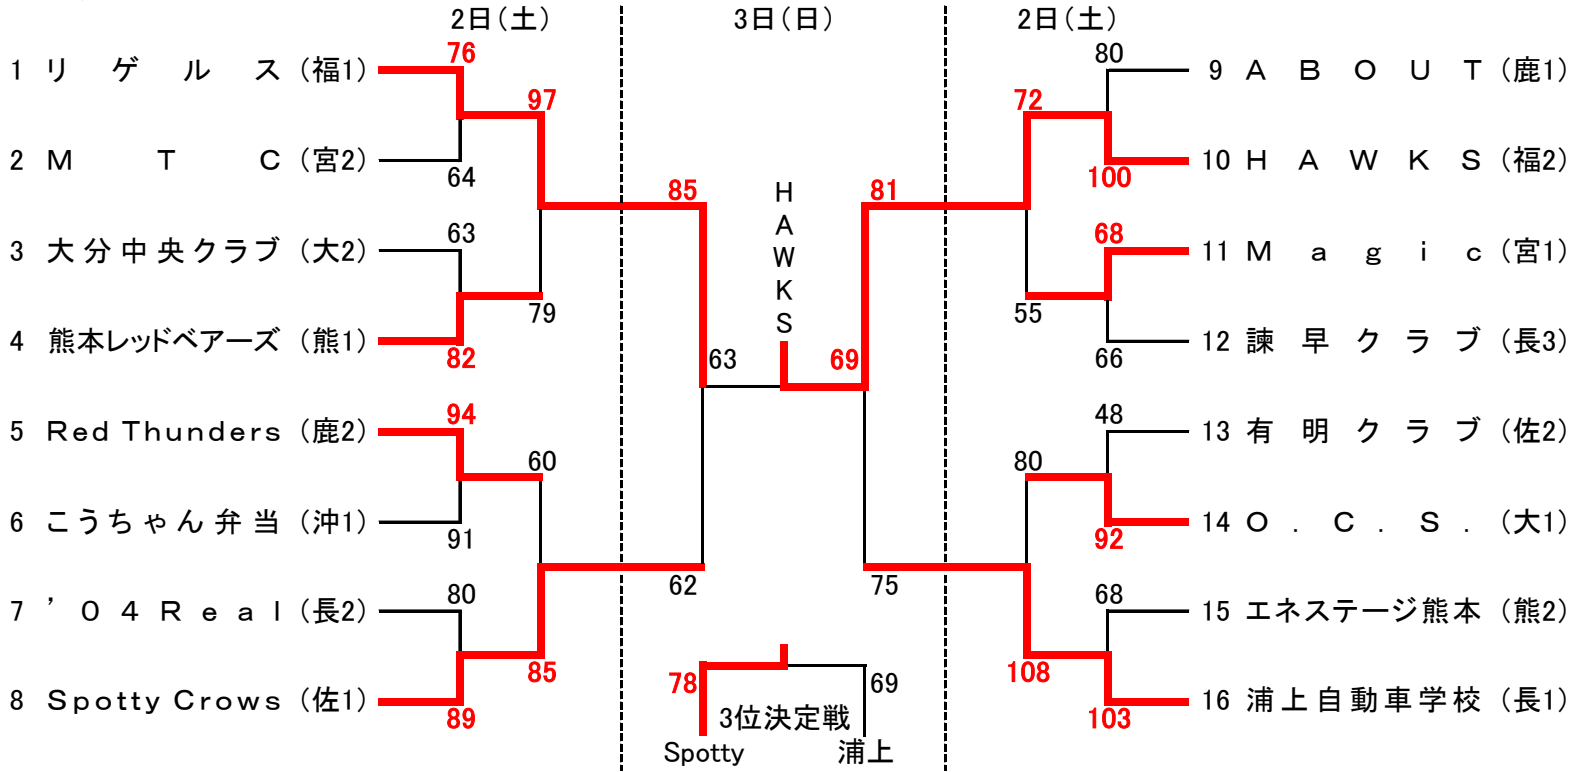 2日(土) 3日(日) 2日(土)
1 リゲルス (福1) 76
2 MTC (宮2) 64
97
3 大分中央クラブ (大2) 63
4 熊本レッドベアーズ (熊1) 82
79
5 Red Thunders (鹿2) 94
6 こうちゃん弁当 (沖1) 91
60
7 ’04Real (長2) 80
8 Spotty Crows (佐1) 89
85
85
62
63
HAWKS
69
81
75
80 9 ABOUT (鹿1)
100 10 HAWKS (福2)
72
68 11 Magic (宮1)
66 12 諫早クラブ (長3)
55
48 13 有明クラブ (佐2)
92 14 O.C.S. (大1)
80
68 15 エネステージ熊本 (熊2)
103 16 浦上自動車学校 (長1)
108
78 69
3位決定戦
Spotty 浦上